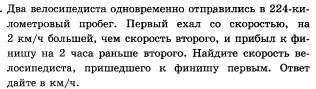 . Два велосипедиста одновременно отправились в 224-ки-
лометровый пробег. Первый ехал со скоростью, на
2 км/ч большей, чем скорость второго, и прибыл к фи-
нишу на 2 часа раньше второго. Найдите скорость ве-
лосипедиста, пришедшего к финишу первым. Ответ
дайте в км/ч.